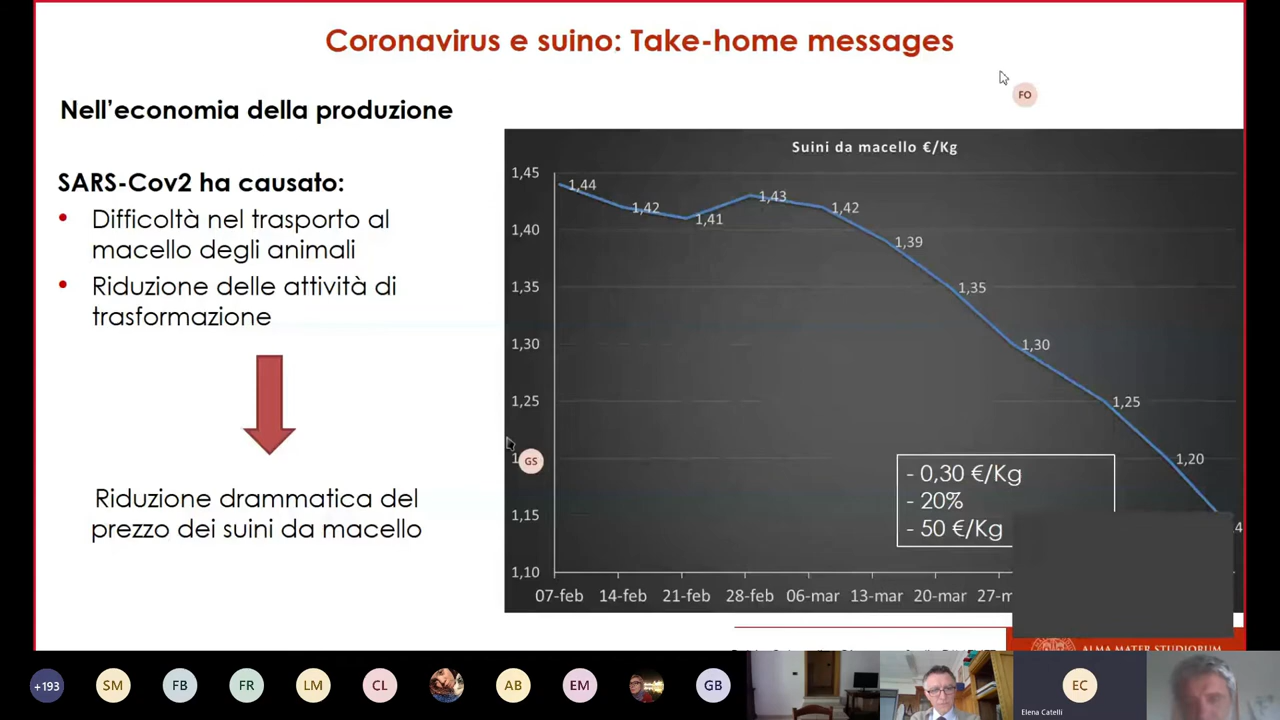 Coronavirus e suino: Take-home messages
FO
Nell'economia della produzione
SARS-Cov2 ha causato:
• Difficoltà nel trasporto al
macello degli animali
• Riduzione delle attività di
trasformazione
Riduzione drammatica del
prezzo dei suini da macello
Suini da macello €/Kg
1,45
1,40
1,35
1,30
1,25
1,15
1,10
1,44
1,42
1,41
1,43
1,42
1,39
1,35
1,30
1,25
1,20
4
GS
- 0,30 €/Kg
- 20%
- 50 €/Kg
07-feb 14-feb 21-feb 28-feb 06-mar 13-mar 20-mar 27-m
ALMA MATER STUDIORUM
+193 SM FB FR LM CL AB EM GB EC
Elena Catelli